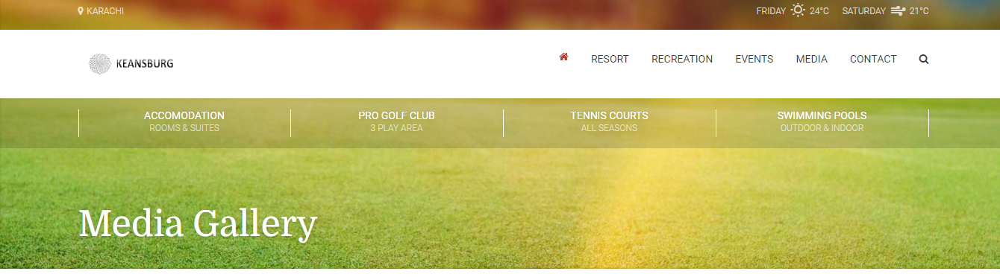 KARACHI
FRIDAY 24°C SATURDAY 21°C
KEANSBURG
RESORT RECREATION EVENTS MEDIA CONTACT
ACCOMODATION PRO GOLF CLUB TENNIS COURTS SWIMMING POOLS
ROOMS & SUITES 3 PLAY AREA ALL SEASONS OUTDOOR & INDOOR
Media Gallery